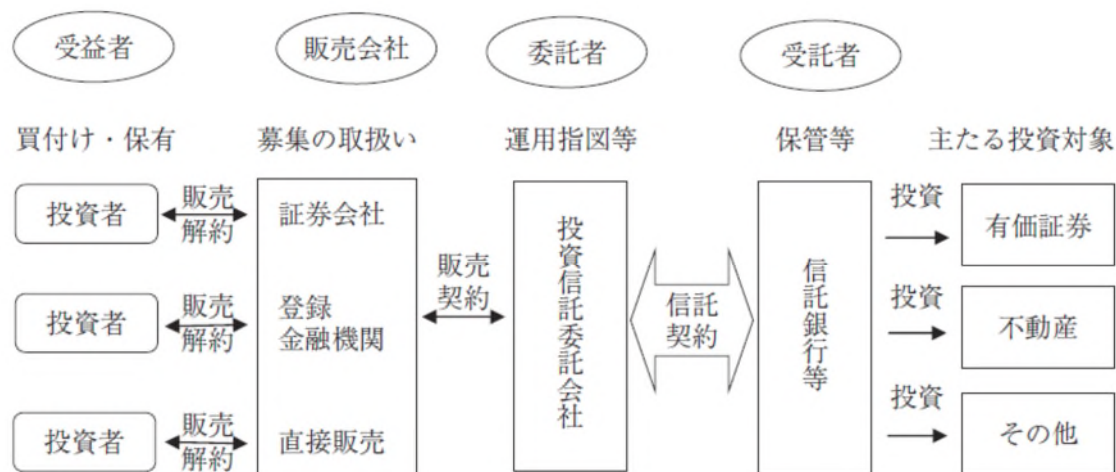 受益者
販売会社
委託者
受託者
買付け・保有
募集の取扱い
運用指図等
保管等
主たる投資対象
投資者
販売
解約
証券会社
投資者
販売
解約
登録
金融機関
投資者
販売
解約
直接販売
販売
契約
投資信託委託会社
信託
契約
信託銀行等
投資
有価証券
投資
不動産
投資
その他